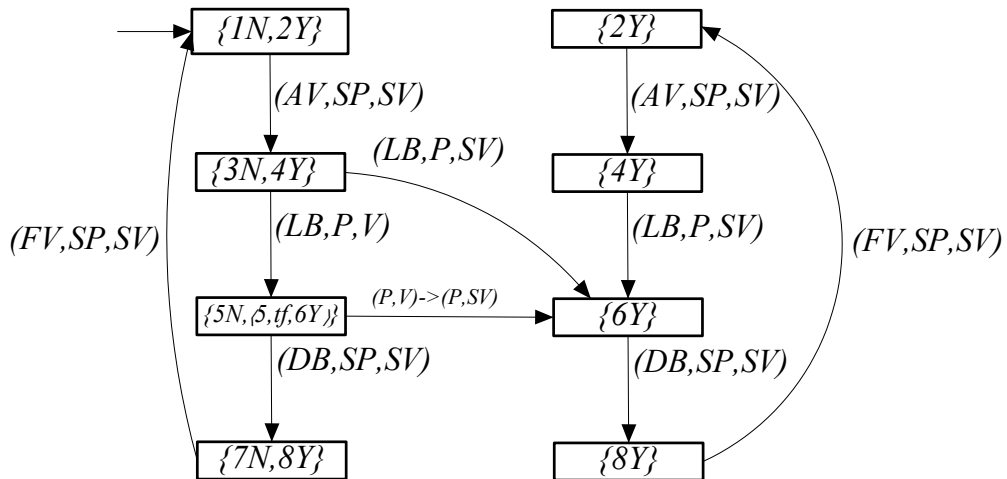 {1N,2Y} {2Y}
(AV,SP,SV) (AV,SP,SV)
(LB,P,SV)
{3N,4Y} {4Y}
(LB,P,V) (LB,P,SV)
(FV,SP,SV) (FV,SP,SV)
(P,V)->(P,SV)
{5N,⟨5,tf,6Y⟩} {6Y}
(DB,SP,SV) (DB,SP,SV)
{7N,8Y} {8Y}